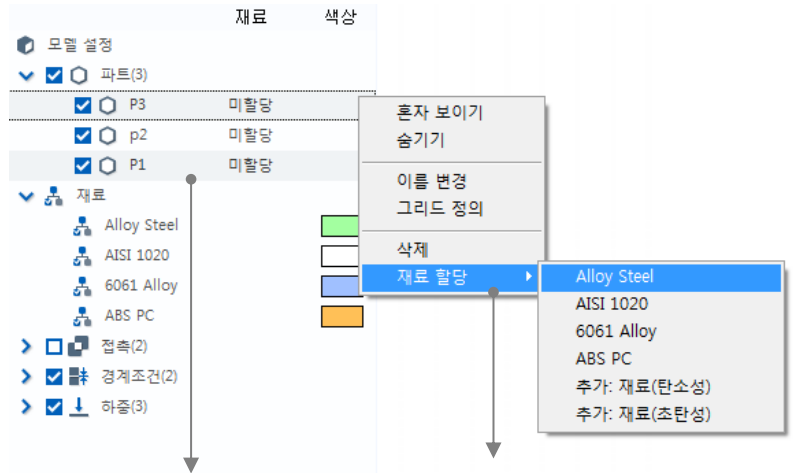 재료 색상
모델 설정
파트(3)
P3 미할당
p2 미할당
P1 미할당
재료
Alloy Steel
AISI 1020
6061 Alloy
ABS PC
접촉(2)
경계조건(2)
하중(3)
혼자 보이기
숨기기
이름 변경
그리드 정의
삭제
재료 할당
Alloy Steel
AISI 1020
6061 Alloy
ABS PC
추가: 재료(탄소성)
추가: 재료(초탄성)